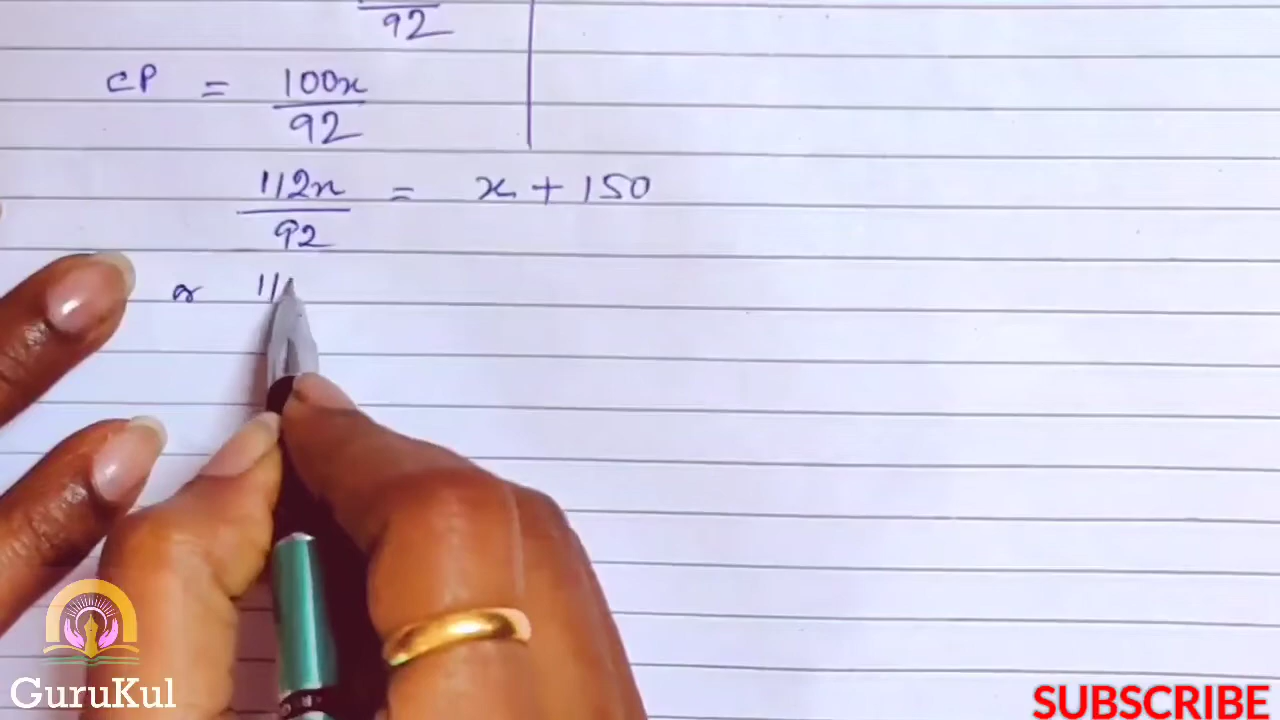 92
CP = 100x
92
112x = x + 150
92
or 11
GuruKul
SUBSCRIBE